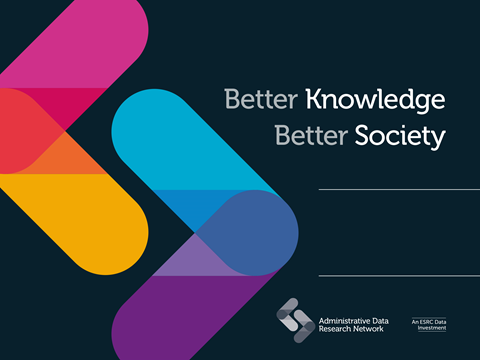 Better Knowledge
Better Society
Administrative Data
Research Network
An ESRC Data
Investment